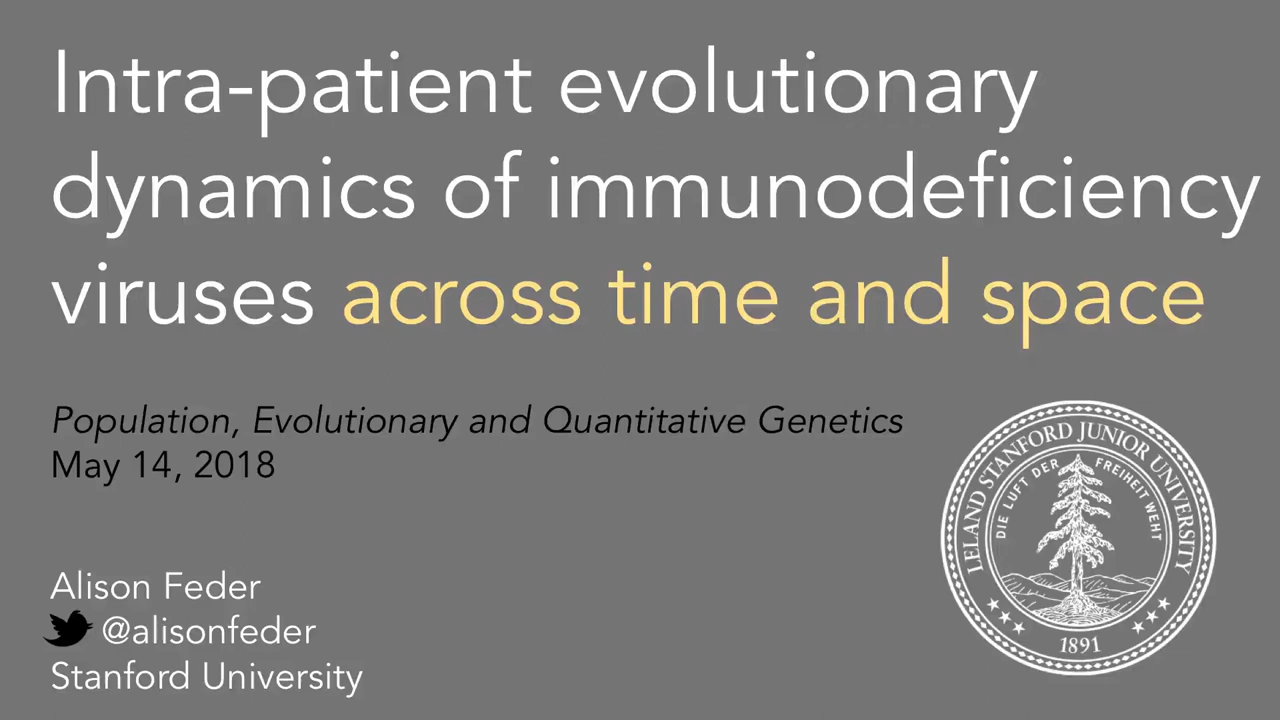 Intra-patient evolutionary
dynamics of immunodeficiency
viruses across time and space
Population, Evolutionary and Quantitative Genetics
May 14, 2018
LELAND STANFORD JUNIOR UNIVERSITY
DIE LUFT DER FREIHEIT WEHT
1891
Alison Feder
@alisonfeder
Stanford University